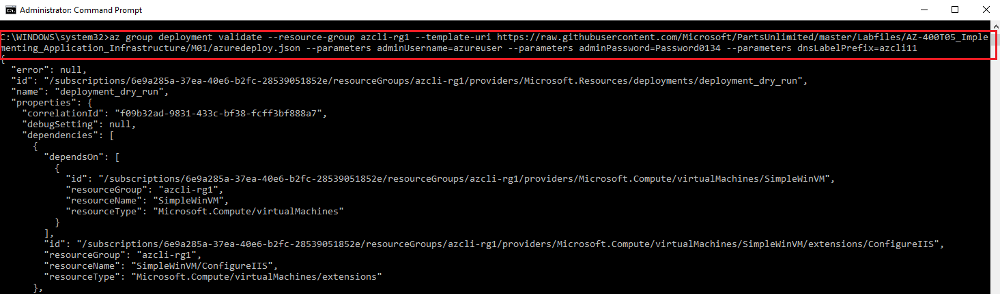 Administrator: Command Prompt
C:\WINDOWS\system32>az group deployment validate --resource-group azcli-rg1 --template-uri https://raw.githubusercontent.com/Microsoft/PartsUnlimited/master/Labfiles/AZ-400T05_Imple
menting_Application_Infrastructure/M01/azuredeploy.json --parameters adminUsername=azureuser --parameters adminPassword=Password0134 --parameters dnsLabelPrefix=azcli11
{
  "error": null,
  "id": "/subscriptions/6e9a285a-37ea-40e6-b2fc-28539051852e/resourceGroups/azcli-rg1/providers/Microsoft.Resources/deployments/deployment_dry_run",
  "name": "deployment_dry_run",
  "properties": {
    "correlationId": "f09b32ad-9831-433c-bf38-fcff3bf888a7",
    "debugSetting": null,
    "dependencies": [
      {
        "dependsOn": [
          {
            "id": "/subscriptions/6e9a285a-37ea-40e6-b2fc-28539051852e/resourceGroups/azcli-rg1/providers/Microsoft.Compute/virtualMachines/SimpleWinVM",
            "resourceGroup": "azcli-rg1",
            "resourceName": "SimpleWinVM",
            "resourceType": "Microsoft.Compute/virtualMachines"
          }
        ],
        "id": "/subscriptions/6e9a285a-37ea-40e6-b2fc-28539051852e/resourceGroups/azcli-rg1/providers/Microsoft.Compute/virtualMachines/SimpleWinVM/extensions/ConfigureIIS",
        "resourceGroup": "azcli-rg1",
        "resourceName": "SimpleWinVM/ConfigureIIS",
        "resourceType": "Microsoft.Compute/virtualMachines/extensions"
      },